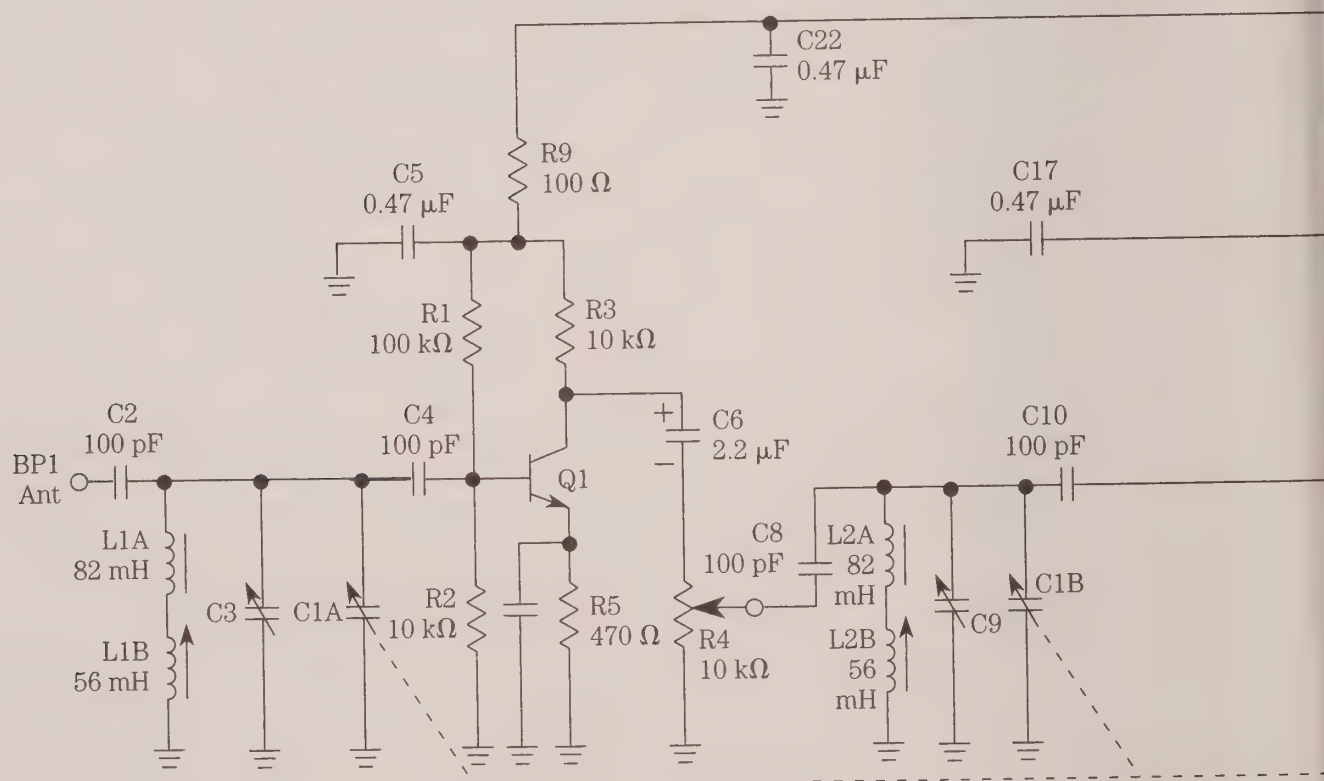 C22
0.47 µF
R9
100 Ω
C5
0.47 µF
C17
0.47 µF
R1
100 kΩ
R3
10 kΩ
C2
100 pF
C4
100 pF
+
C6
2.2 µF
−
C10
100 pF
BP1
Ant
Q1
L1A
82 mH
C8
100 pF
L2A
82
mH
C3
C1A
R2
10 kΩ
R5
470 Ω
R4
10 kΩ
C9
C1B
L1B
56 mH
L2B
56
mH